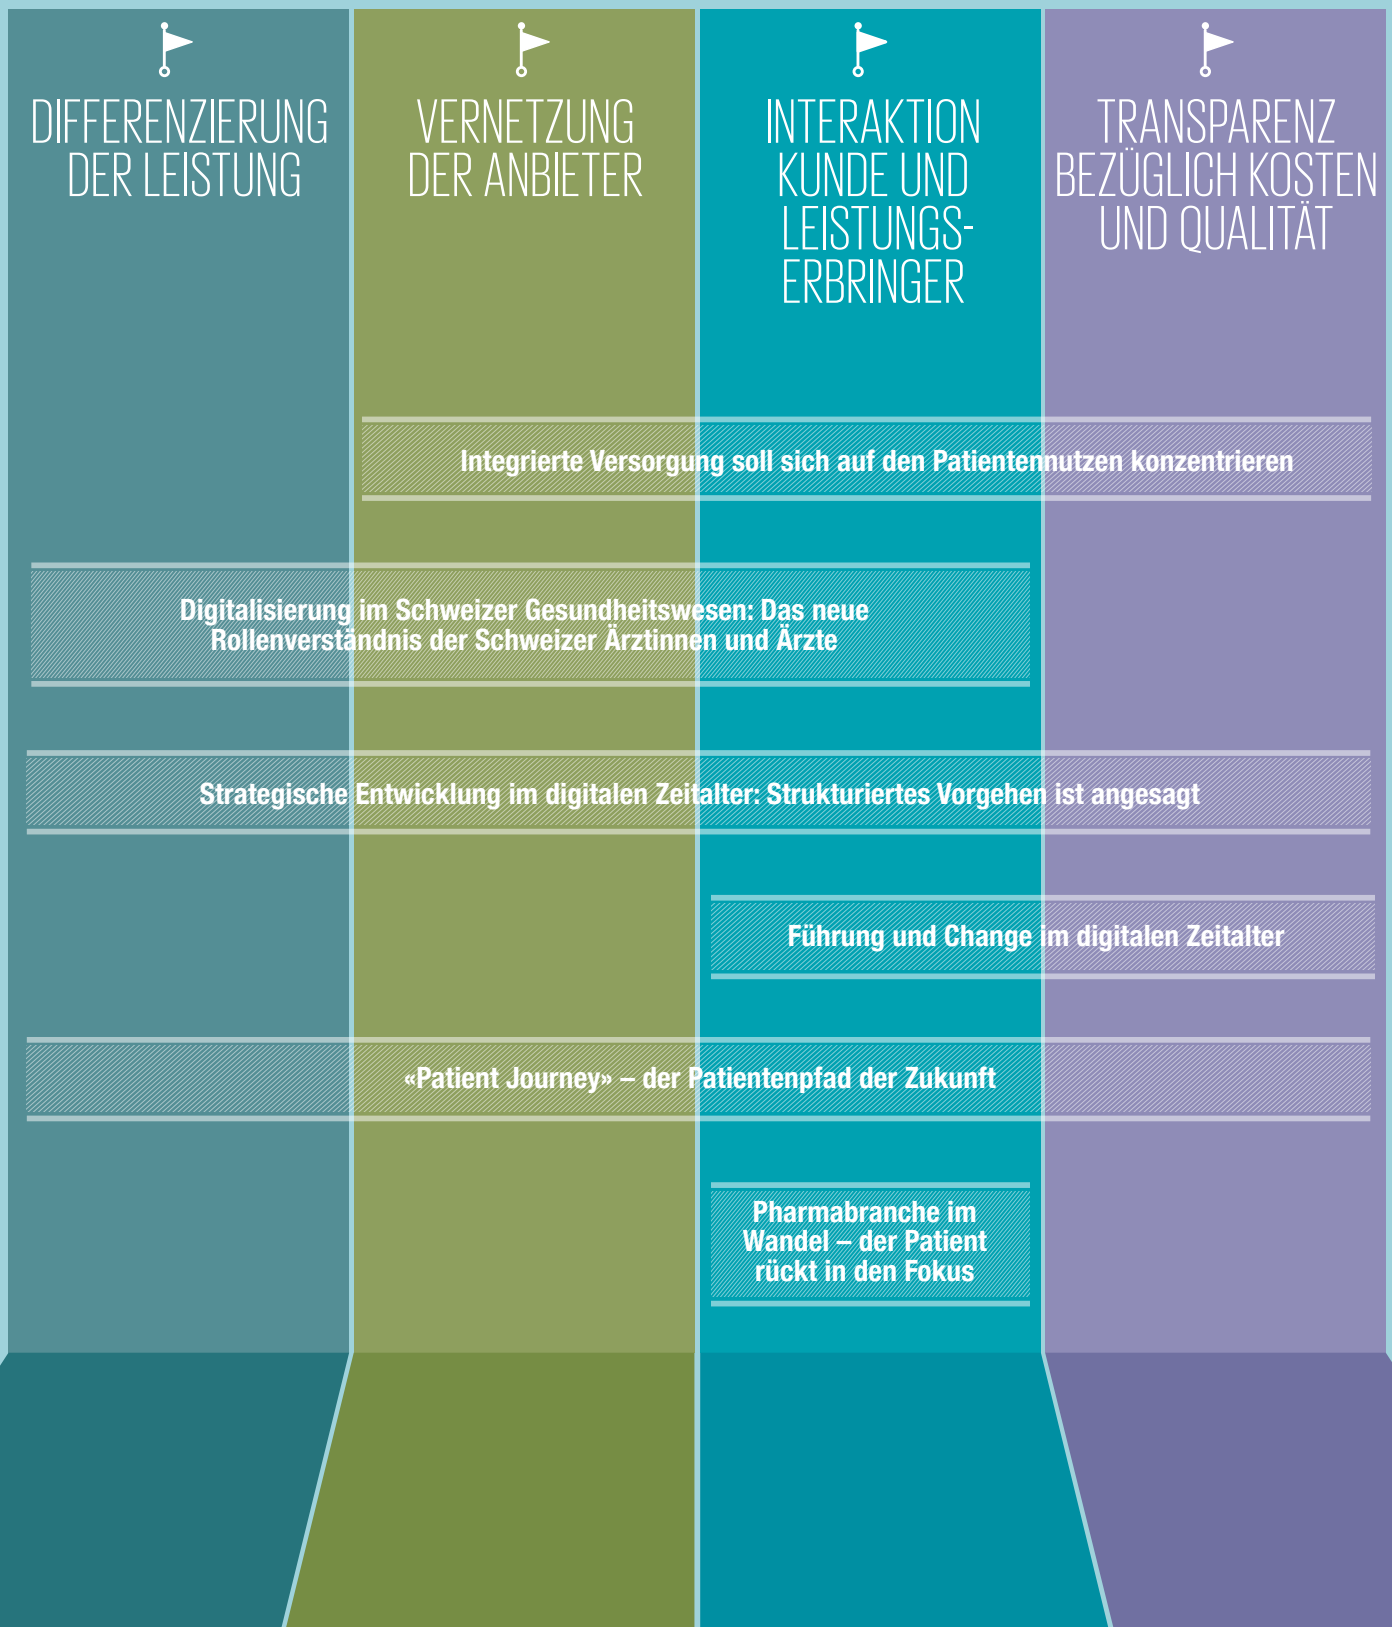 DIFFERENZIERUNG
DER LEISTUNG
VERNETZUNG
DER ANBIETER
INTERAKTION
KUNDE UND
LEISTUNGS-
ERBRINGER
TRANSPARENZ
BEZÜGLICH KOSTEN
UND QUALITÄT
Integrierte Versorgung soll sich auf den Patientennutzen konzentrieren
Digitalisierung im Schweizer Gesundheitswesen: Das neue
Rollenverständnis der Schweizer Ärztinnen und Ärzte
Strategische Entwicklung im digitalen Zeitalter: Strukturiertes Vorgehen ist angesagt
Führung und Change im digitalen Zeitalter
«Patient Journey» – der Patientenpfad der Zukunft
Pharmabranche im
Wandel – der Patient
rückt in den Fokus